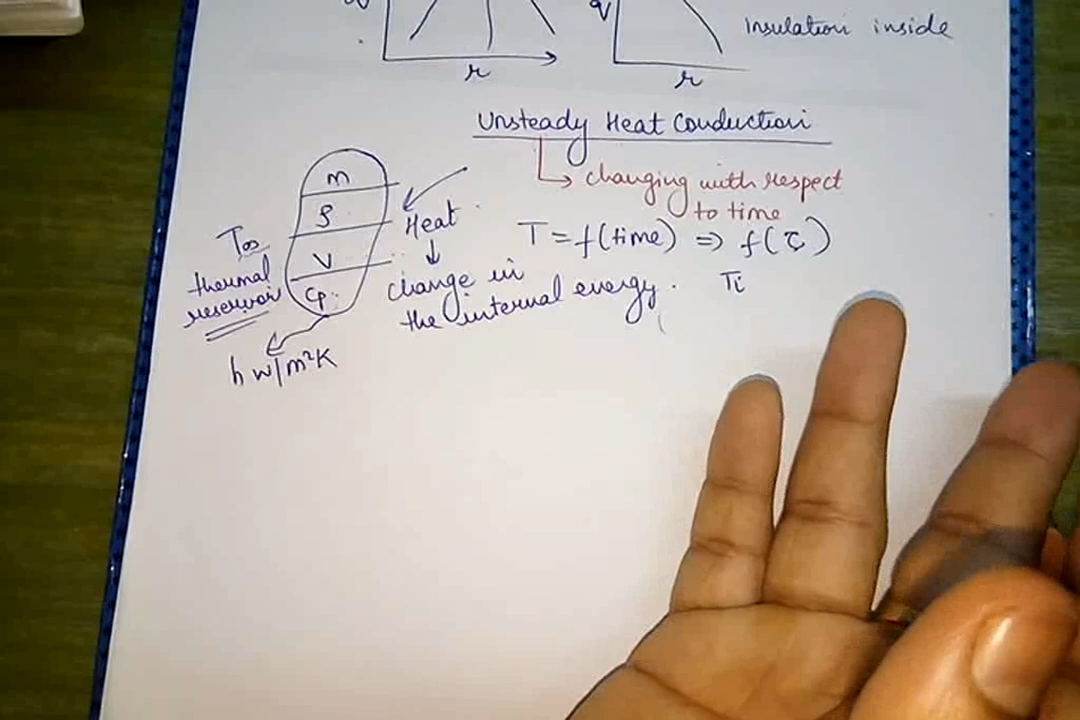 r
r
Insulation inside
Unsteady Heat Conduction
changing with respect
to time
m
ρ
V
Cp
Heat
T = f(time) ⇒ f(τ)
T∞
thermal
reservoir
change in
the internal energy.
Ti
h W/m²K